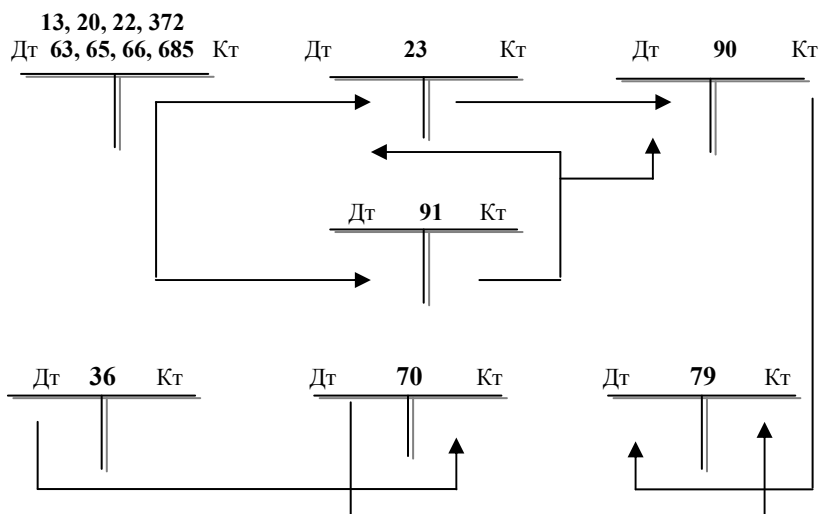 13, 20, 22, 372
Дт 63, 65, 66, 685 Кт
Дт 23 Кт
Дт 90 Кт
Дт 91 Кт
Дт 36 Кт
Дт 70 Кт
Дт 79 Кт